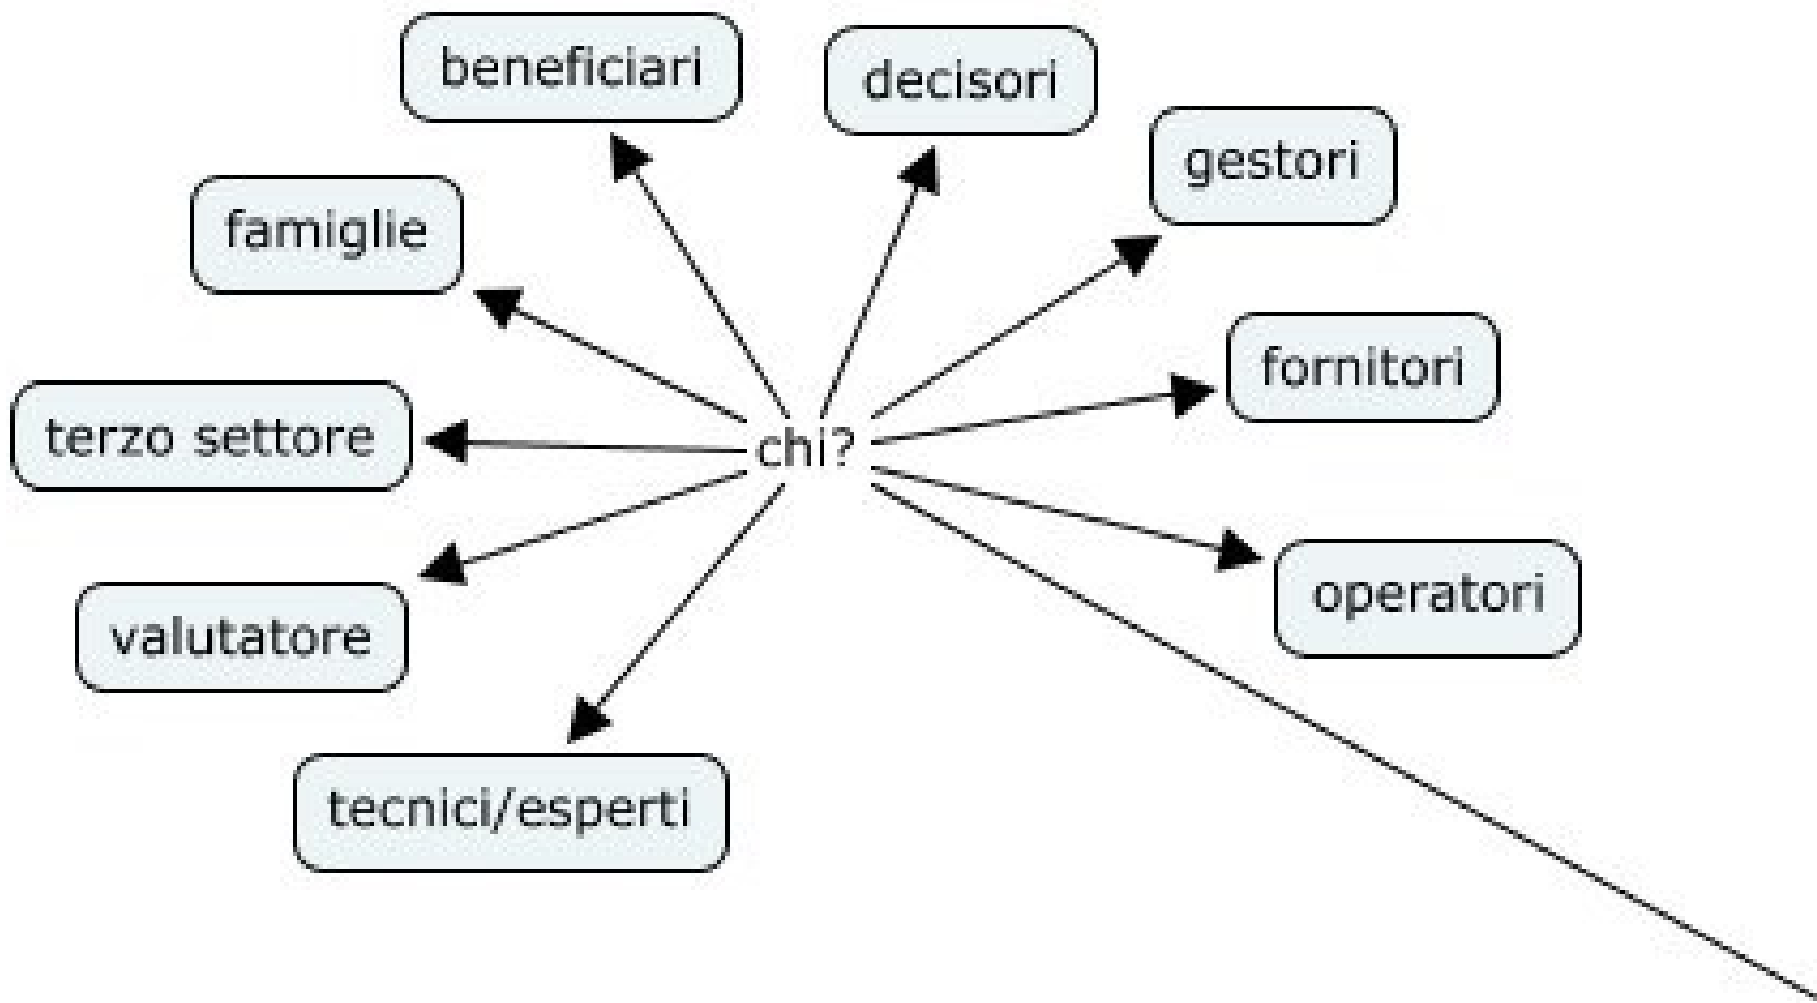 beneficiari
decisori
gestori
famiglie
fornitori
terzo settore
chi?
operatori
valutatore
tecnici/esperti